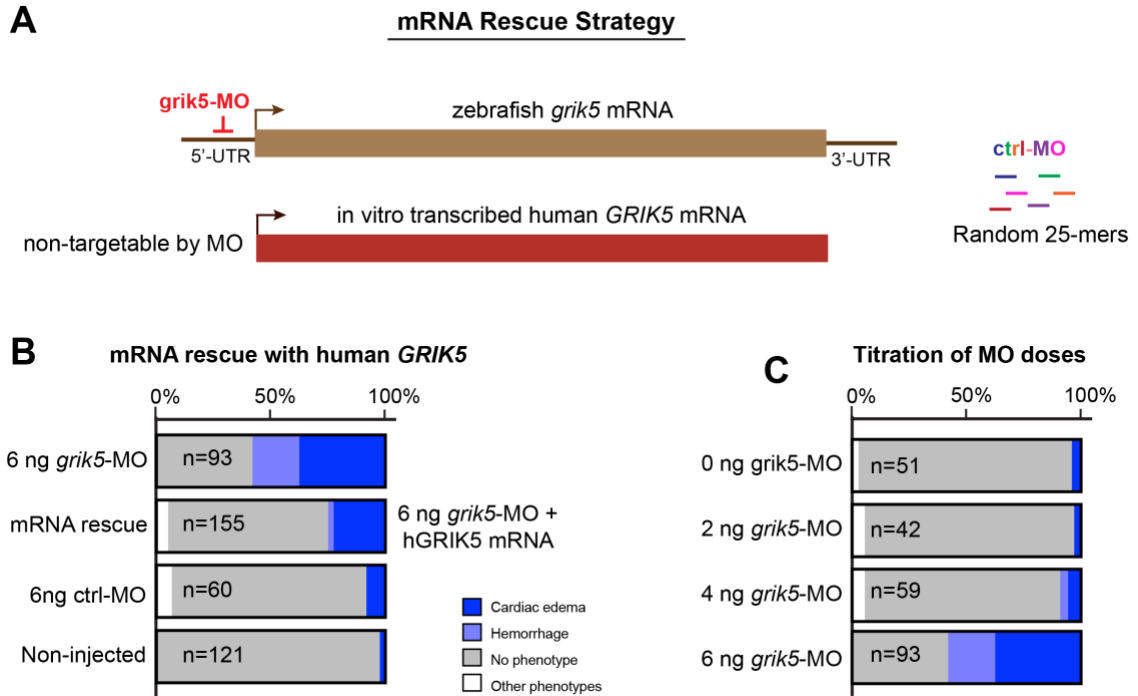 A
mRNA Rescue Strategy
grik5-MO
zebrafish grik5 mRNA
5'-UTR
3'-UTR
ctrl-MO
in vitro transcribed human GRIK5 mRNA
non-targetable by MO
Random 25-mers
B
mRNA rescue with human GRIK5
0%
50%
100%
6 ng grik5-MO
n=93
mRNA rescue
n=155
6 ng grik5-MO +
hGRIK5 mRNA
6ng ctrl-MO
n=60
Non-injected
n=121
Cardiac edema
Hemorrhage
No phenotype
Other phenotypes
C
Titration of MO doses
0%
50%
100%
0 ng grik5-MO
n=51
2 ng grik5-MO
n=42
4 ng grik5-MO
n=59
6 ng grik5-MO
n=93